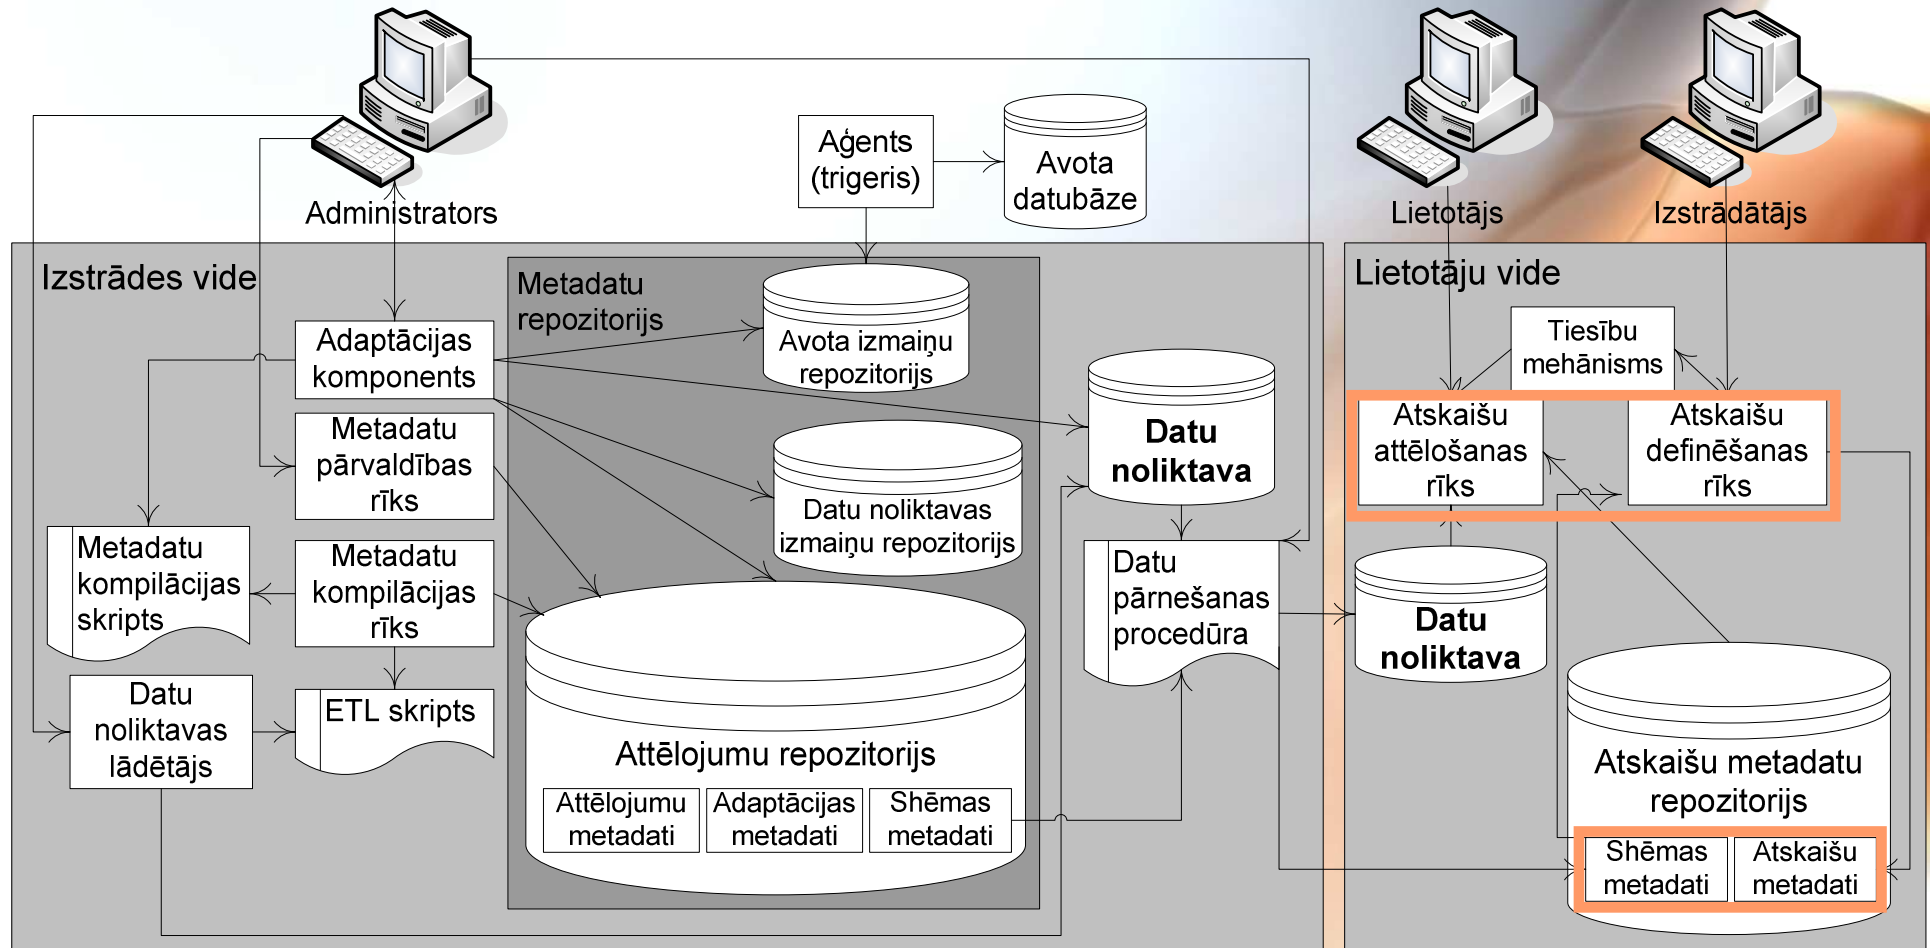 Administrators
Aģents
(trigeris)
Avota
datubāze
Lietotājs
Izstrādātājs
Izstrādes vide
Metadatu
repozitorijs
Lietotāju vide
Adaptācijas
komponents
Avota izmaiņu
repozitorijs
Tiesību
mehānisms
Metadatu
pārvaldības
rīks
Datu
noliktava
Atskaišu
attēlošanas
rīks
Atskaišu
definēšanas
rīks
Datu noliktavas
izmaiņu repozitorijs
Metadatu
kompilācijas
skripts
Metadatu
kompilācijas
rīks
Datu
pārnešanas
procedūra
Datu
noliktava
Datu
noliktavas
lādētājs
ETL skripts
Attēlojumu repozitorijs
Attēlojumu
metadati
Adaptācijas
metadati
Shēmas
metadati
Atskaišu metadatu
repozitorijs
Shēmas
metadati
Atskaišu
metadati